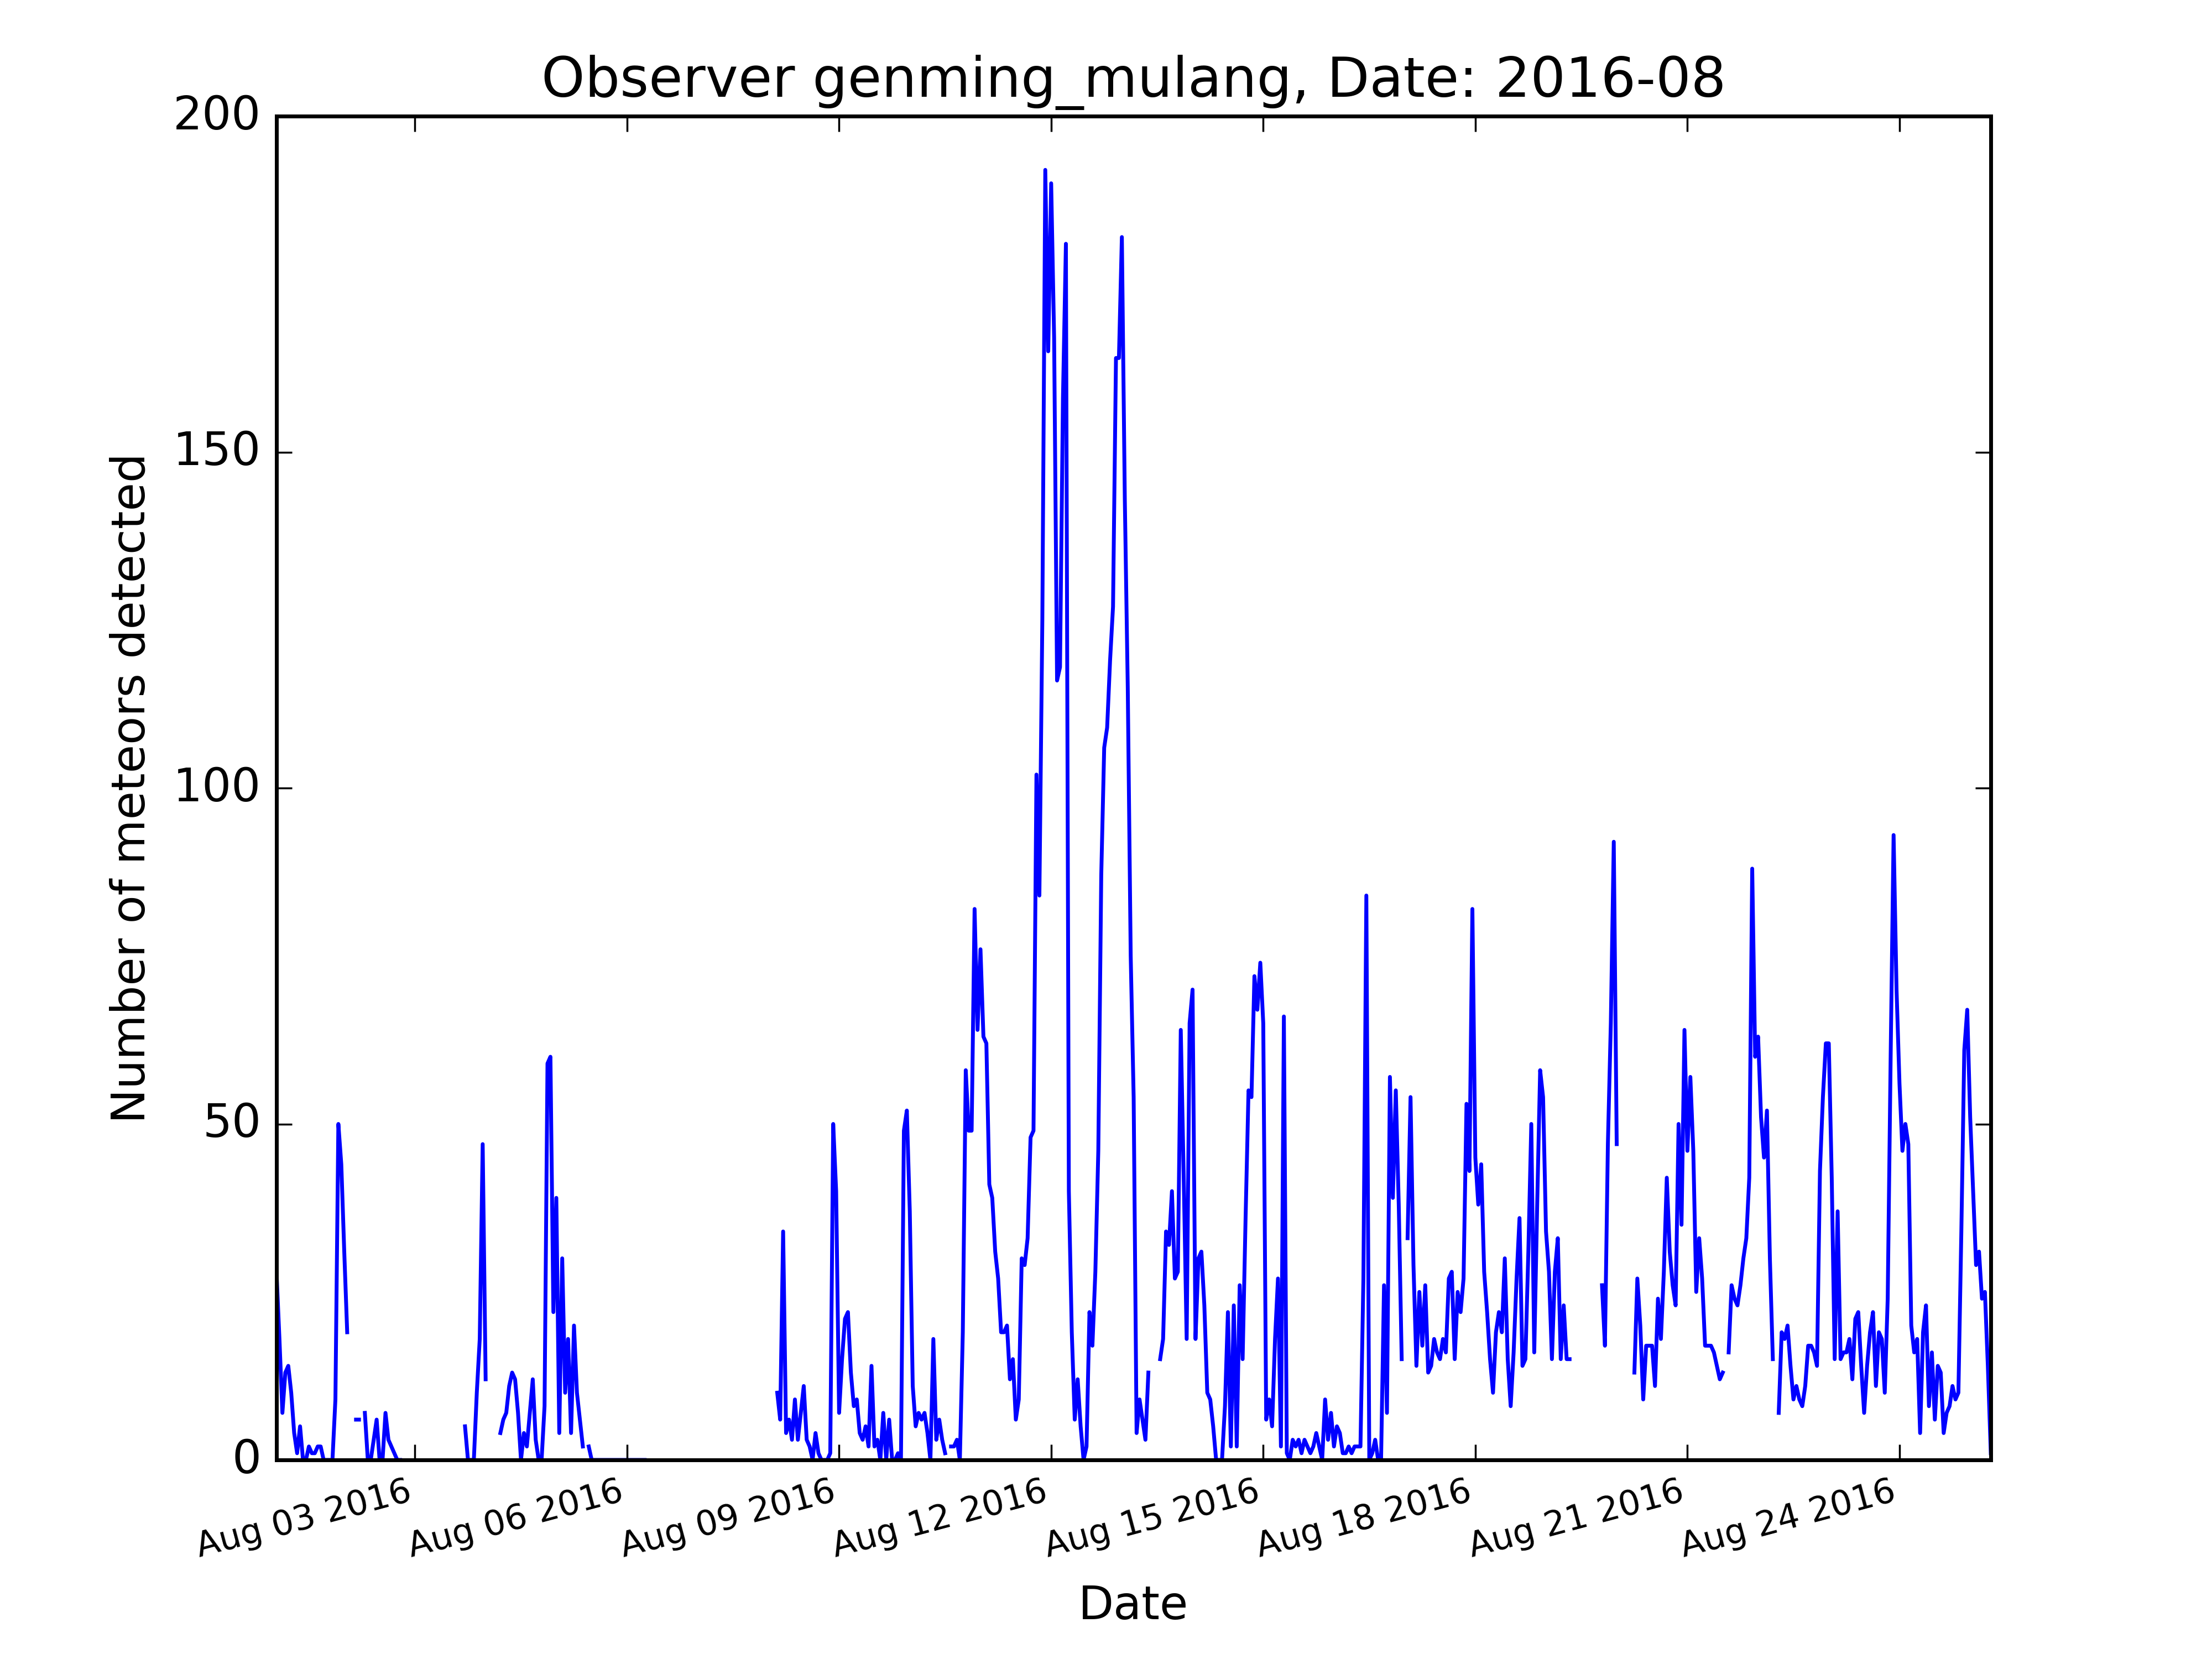 Observer genming_mulang, Date: 2016-08
200
150
100
50
0
Number of meteors detected
Aug 03 2016
Aug 06 2016
Aug 09 2016
Aug 12 2016
Aug 15 2016
Aug 18 2016
Aug 21 2016
Aug 24 2016
Date